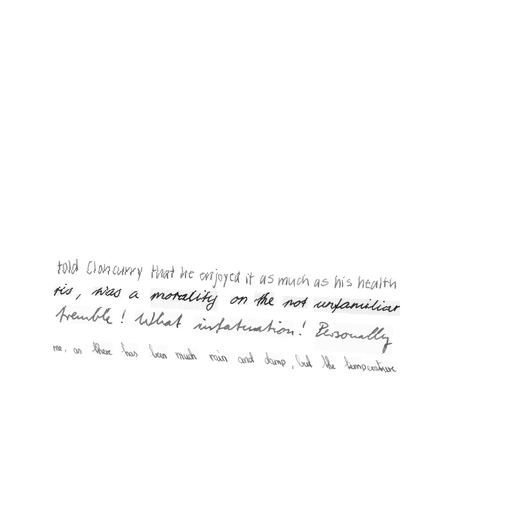 told Cloncurry that he enjoyed it as much as his health
ris, was a morality on the not unfamiliar
tremble! What infatuation! Personally
me, as there has been much rain and damp, but the temperature